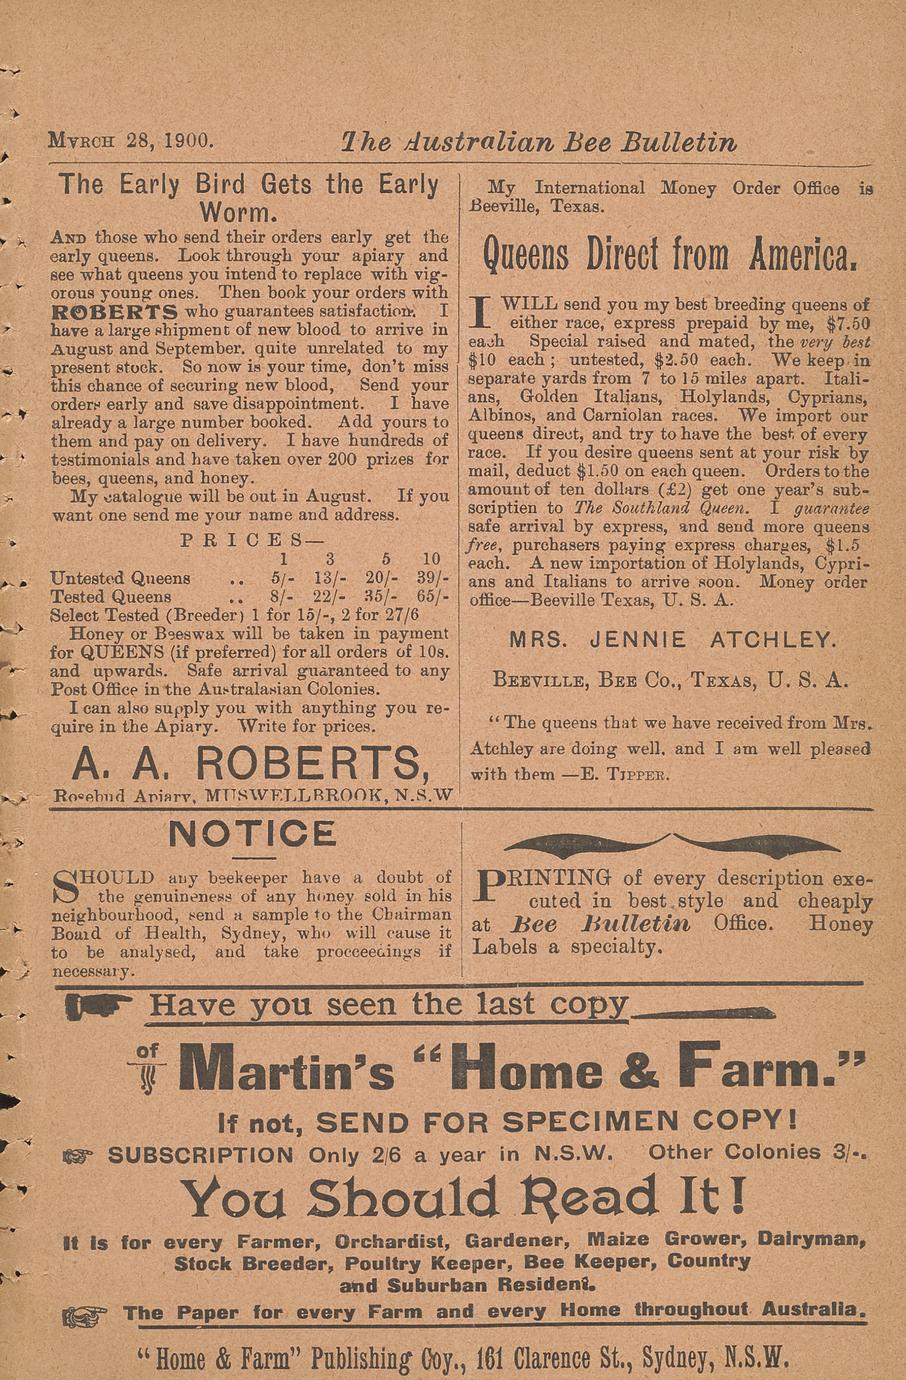 MARCH 28, 1900. The Australian Bee Bulletin
The Early Bird Gets the Early
Worm.
AND those who send their orders early get the
early queens. Look through your apiary and
see what queens you intend to replace with vig-
orous young ones. Then book your orders with
ROBERTS who guarantees satisfaction. I
have a large shipment of new blood to arrive in
August and September. quite unrelated to my
present stock. So now is your time, don't miss
this chance of securing new blood, Send your
orders early and save disappointment. I have
already a large number booked. Add yours to
them and pay on delivery. I have hundreds of
testimonials and have taken over 200 prizes for
bees, queens, and honey.
My catalogue will be out in August. If you
want one send me your name and address.
PRICES—
1 3 5 10
Untested Queens .. 5/- 13/- 20/- 39/-
Tested Queens .. 8/- 22/- 35/- 65/-
Select Tested (Breeder) 1 for 15/-, 2 for 27/6
Honey or Beeswax will be taken in payment
for QUEENS (if preferred) for all orders of 10s.
and upwards. Safe arrival guaranteed to any
Post Office in the Australasian Colonies.
I can also supply you with anything you re-
quire in the Apiary. Write for prices.
A. A. ROBERTS,
Rosebud Apiary, MUSWELLBROOK, N.S.W
My International Money Order Office is
Beeville, Texas.
Queens Direct from America.
I WILL send you my best breeding queens of
either race, express prepaid by me, $7.50
each Special raised and mated, the very best
$10 each; untested, $2.50 each. We keep in
separate yards from 7 to 15 miles apart. Itali-
ans, Golden Italians, Holylands, Cyprians,
Albinos, and Carniolan races. We import our
queens direct, and try to have the best of every
race. If you desire queens sent at your risk by
mail, deduct $1.50 on each queen. Orders to the
amount of ten dollars (£2) get one year's sub-
scriptien to The Southland Queen. I guarantee
safe arrival by express, and send more queens
free, purchasers paying express charges, $1.5
each. A new importation of Holylands, Cypri-
ans and Italians to arrive soon. Money order
office—Beeville Texas, U. S. A.
MRS. JENNIE ATCHLEY.
BEEVILLE, BEE Co., TEXAS, U. S. A.
"The queens that we have received from Mrs.
Atchley are doing well, and I am well pleased
with them —E. TIPPER.
NOTICE
SHOULD any beekeeper have a doubt of
the genuineness of any honey sold in his
neighbourhood, send a sample to the Chairman
Board of Health, Sydney, who will cause it
to be analysed, and take procceedings if
necessary.
PRINTING of every description exe-
cuted in best style and cheaply
at Bee Bulletin Office. Honey
Labels a specialty.
Have you seen the last copy
of Martin's "Home & Farm."
If not, SEND FOR SPECIMEN COPY!
SUBSCRIPTION Only 2/6 a year in N.S.W. Other Colonies 3/-.
You Should Read It!
It is for every Farmer, Orchardist, Gardener, Maize Grower, Dairyman,
Stock Breeder, Poultry Keeper, Bee Keeper, Country
and Suburban Resident.
The Paper for every Farm and every Home throughout Australia.
"Home & Farm" Publishing Coy., 161 Clarence St., Sydney, N.S.W.